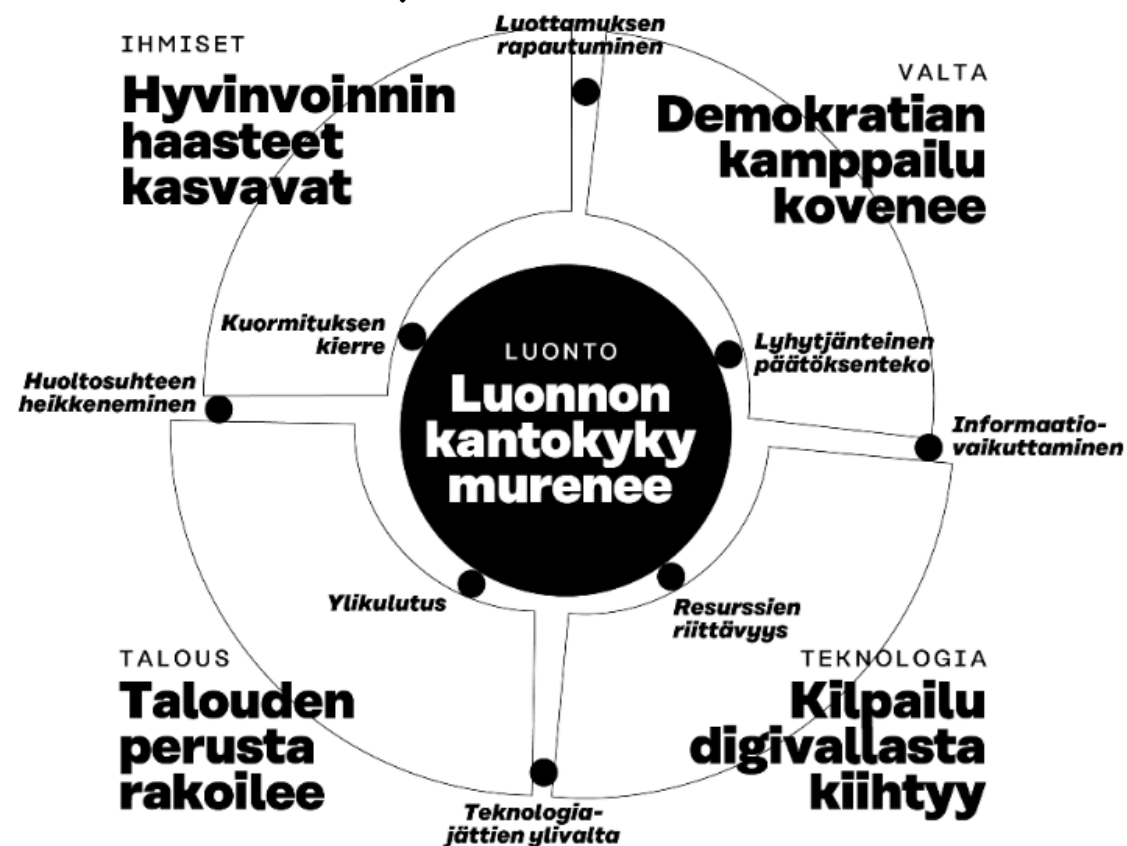 Luottamuksen
rapautuminen
IHMISET
Hyvinvoinnin
haasteet
kasvavat
VALTA
Demokratian
kamppailu
kovenee
Kuormituksen
kierre
Huoltosuhteen
heikkeneminen
LUONTO
Luonnon
kantokyky
murenee
Lyhytjänteinen
päätöksenteko
Informaatio-
vaikuttaminen
Ylikulutus
Resurssien
riittävyys
TALOUS
Talouden
perusta
rakoilee
TEKNOLOGIA
Kilpailu
digivallasta
kiihtyy
Teknologia-
jättien ylivalta